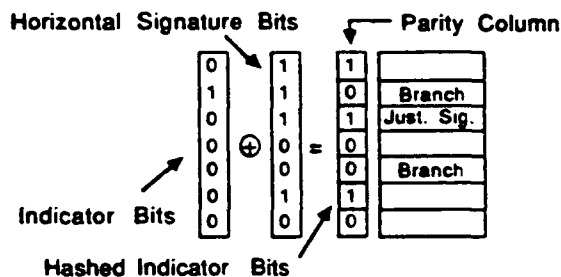 Horizontal Signature Bits
Parity Column
0 1 1
1 1 0 Branch
0 1 1 Just. Sig.
0 ⊕ 0 = 0
0 0 0 Branch
0 1 1
0 0 0
Indicator Bits
Hashed Indicator Bits